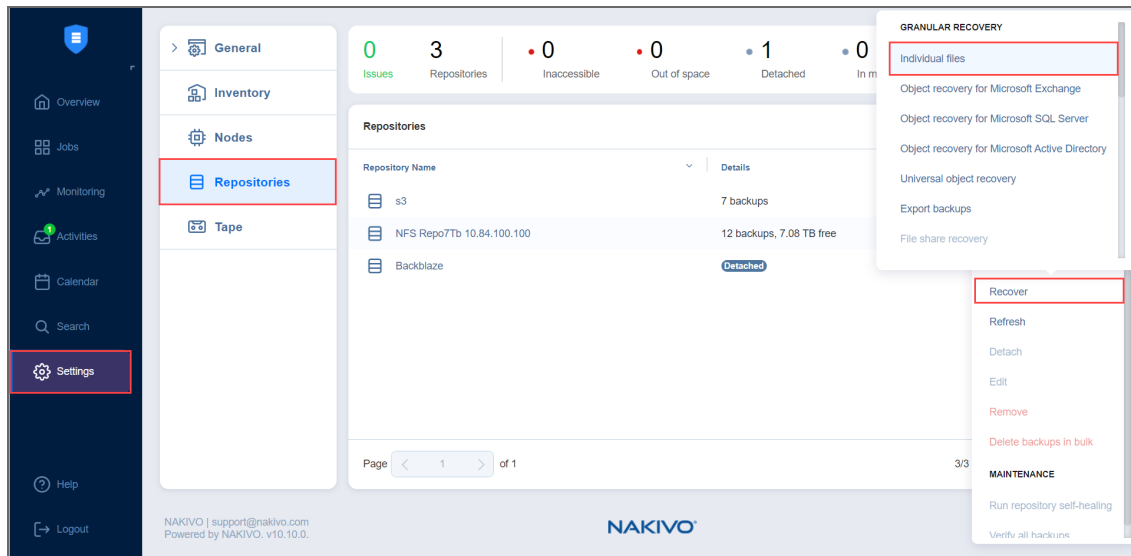 Overview
Jobs
Monitoring
1
Activities
Calendar
Search
Settings
Help
Logout
General
Inventory
Nodes
Repositories
Tape
0
Issues
3
Repositories
0
Inaccessible
0
Out of space
1
Detached
0
In m
Repositories
Repository Name
Details
s3
7 backups
NFS Repo7Tb 10.84.100.100
12 backups, 7.08 TB free
Backblaze
Detached
Page
1
of 1
3/3
GRANULAR RECOVERY
Individual files
Object recovery for Microsoft Exchange
Object recovery for Microsoft SQL Server
Object recovery for Microsoft Active Directory
Universal object recovery
Export backups
File share recovery
Recover
Refresh
Detach
Edit
Remove
Delete backups in bulk
MAINTENANCE
Run repository self-healing
Verify all backups
NAKIVO | support@nakivo.com
Powered by NAKIVO. v10.10.0.
NAKIVO®